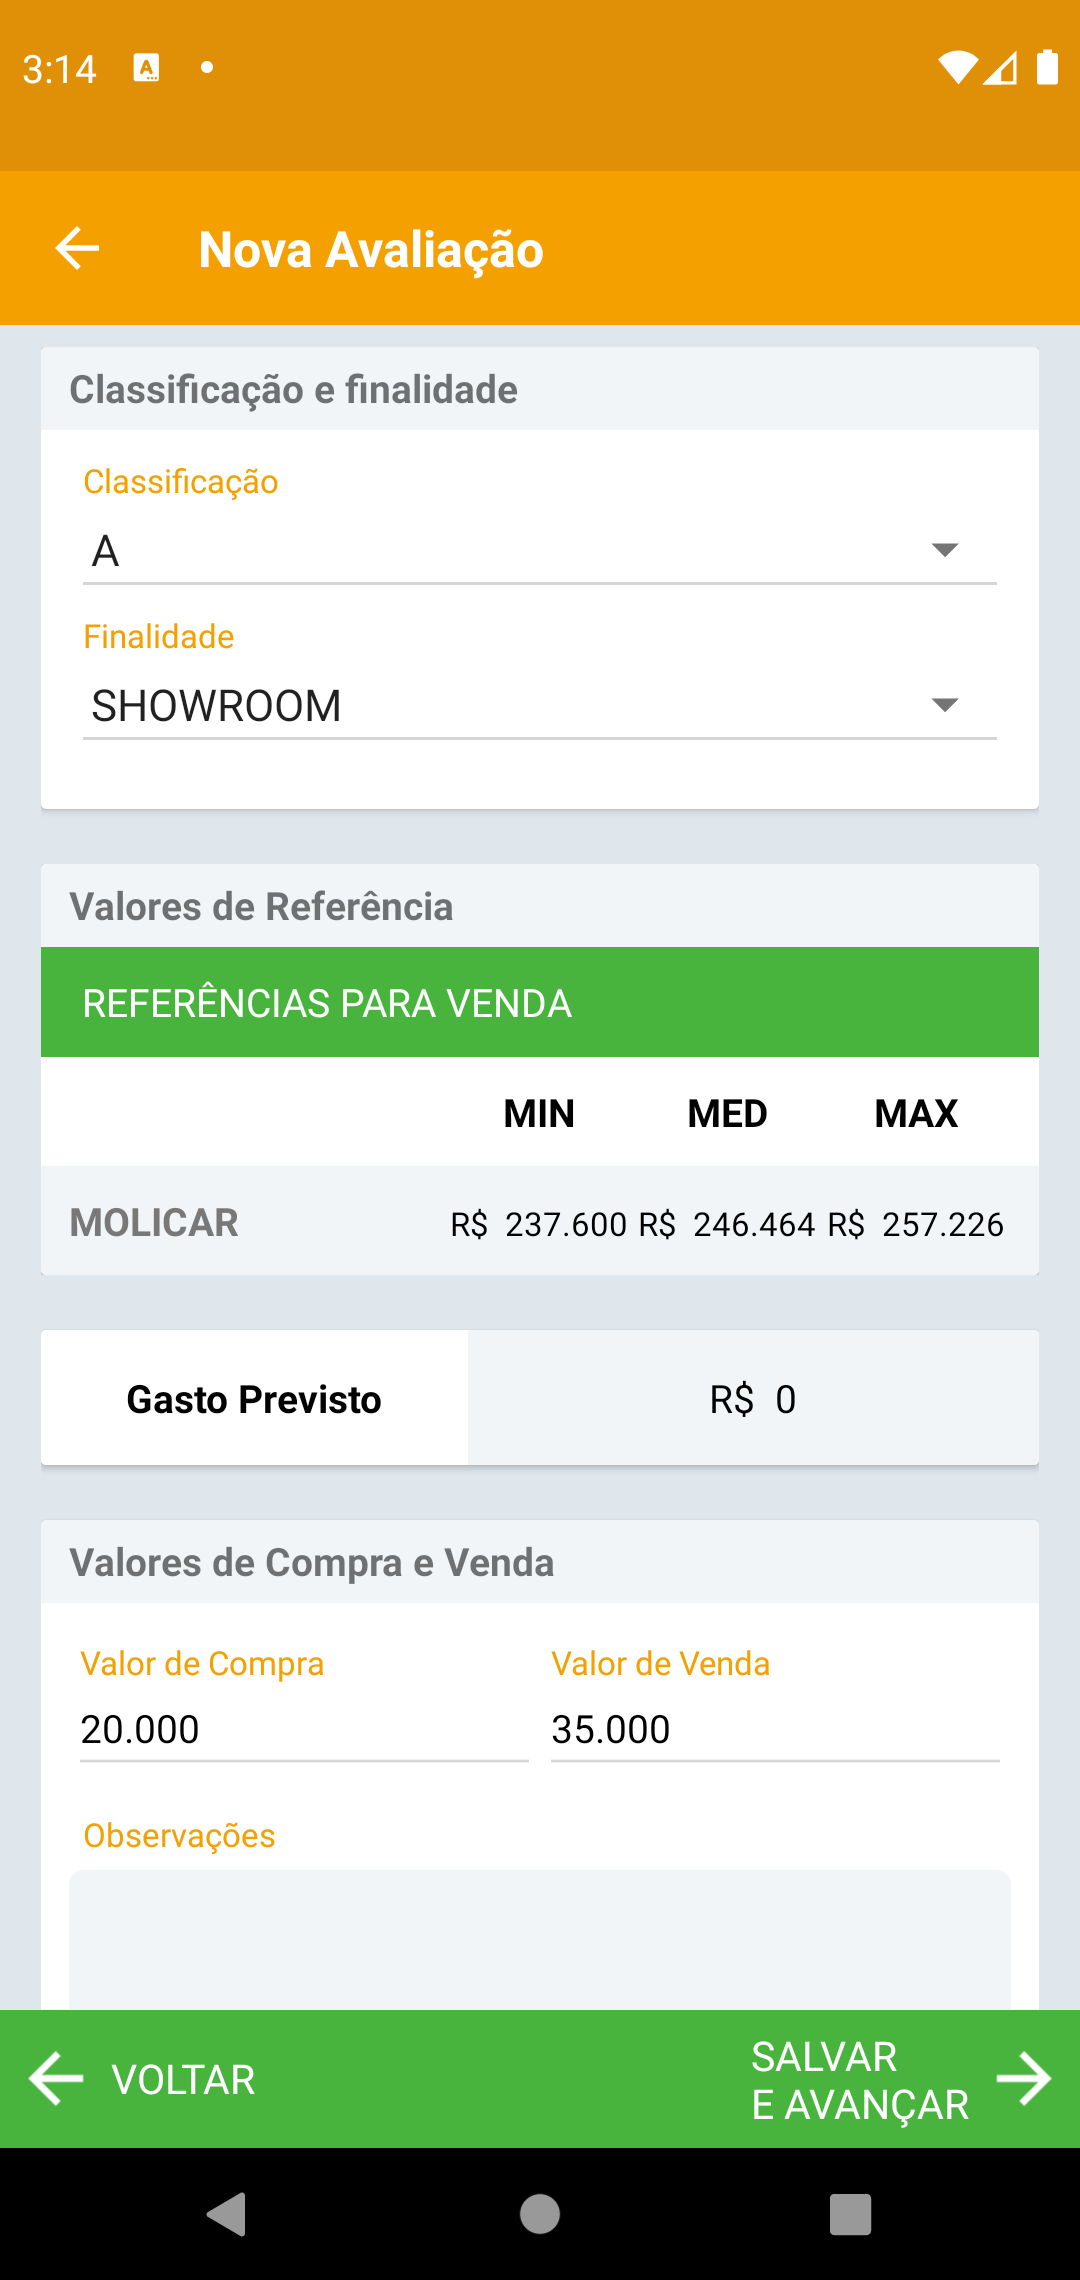 3:14
Nova Avaliação
Classificação e finalidade
Classificação
A
Finalidade
SHOWROOM
Valores de Referência
REFERÊNCIAS PARA VENDA
MIN MED MAX
MOLICAR R$ 237.600 R$ 246.464 R$ 257.226
Gasto Previsto R$ 0
Valores de Compra e Venda
Valor de Compra Valor de Venda
20.000 35.000
Observações
VOLTAR
SALVAR
E AVANÇAR